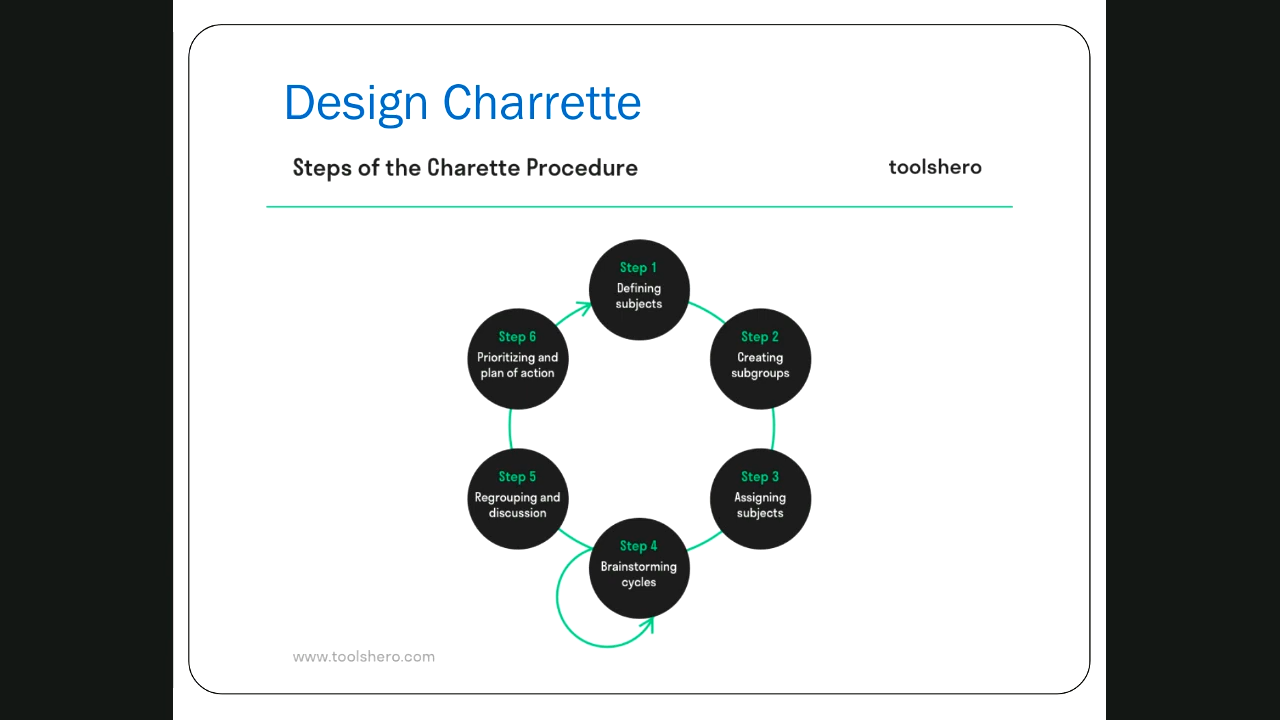 Design Charrette
Steps of the Charette Procedure
toolshero
Step 1
Defining
subjects
Step 2
Creating
subgroups
Step 3
Assigning
subjects
Step 4
Brainstorming
cycles
Step 5
Regrouping and
discussion
Step 6
Prioritizing and
plan of action
www.toolshero.com